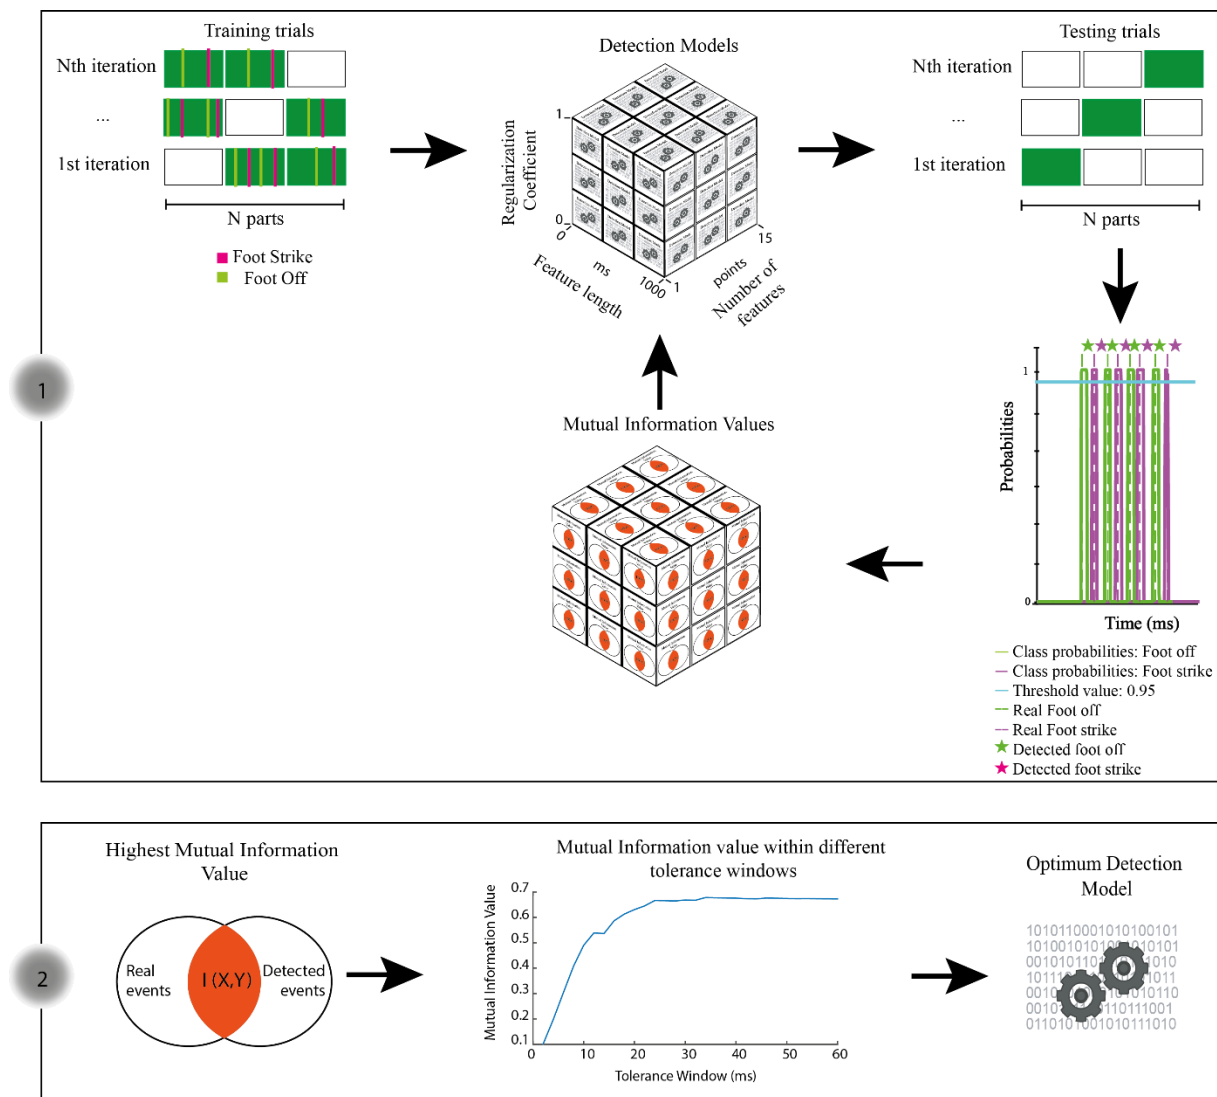 1
Training trials
Nth iteration
...
1st iteration
N parts
Foot Strike
Foot Off
Detection Models
Regularization
Coefficient
1
0
0
ms
1000
Feature length
1
points
15
Number of
features
Testing trials
Nth iteration
...
1st iteration
N parts
Mutual Information Values
Probabilities
1
0
Time (ms)
Class probabilities: Foot off
Class probabilities: Foot strike
Threshold value: 0.95
Real Foot off
Real Foot strike
Detected foot off
Detected foot strike
2
Highest Mutual Information
Value
Real
events
I (X,Y)
Detected
events
Mutual Information value within different
tolerance windows
Mutual Information Value
0.7
0.6
0.5
0.4
0.3
0.2
0.1
0 10 20 30 40 50 60
Tolerance Window (ms)
Optimum Detection
Model